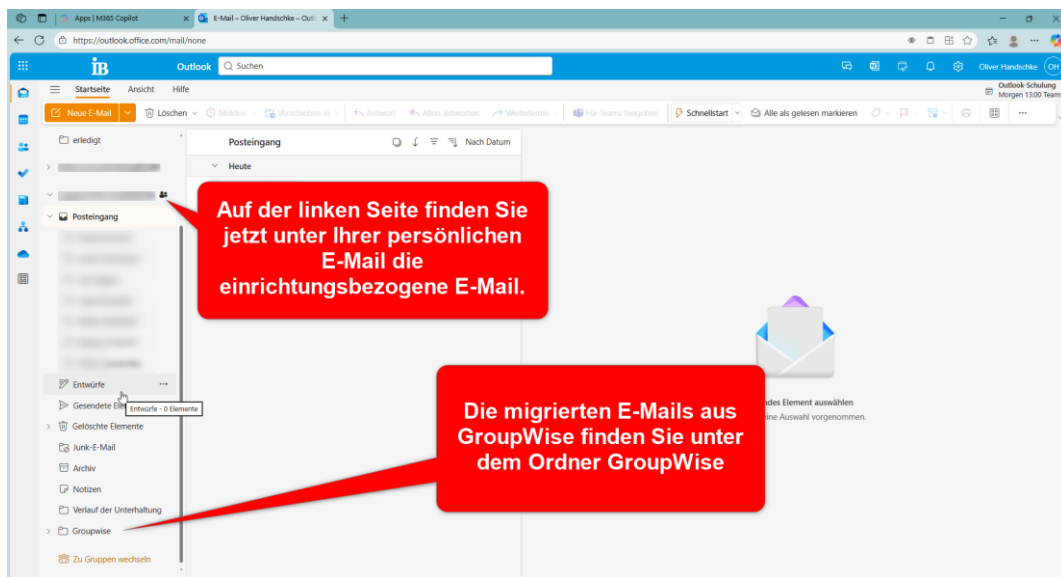 Apps | M365 Copilot
E-Mail – Oliver Handschke – Outl
https://outlook.office.com/mail/none
iB
Outlook
Suchen
Oliver Handschke
OH
Startseite Ansicht Hilfe
Outlook-Schulung
Morgen 13:00 Teams
Neue E-Mail
Löschen
Melden
Verschieben in
Antwort
Allen antworten
Weiterleiten
Für Teams freigeben
Schnellstart
Alle als gelesen markieren
erledigt
Posteingang
Nach Datum
Heute
Posteingang
Auf der linken Seite finden Sie
jetzt unter Ihrer persönlichen
E-Mail die
einrichtungsbezogene E-Mail.
Entwürfe
Gesendete Ele
Entwürfe - 0 Elemente
Gelöschte Elemente
Junk-E-Mail
Archiv
Notizen
Verlauf der Unterhaltung
Groupwise
Zu Gruppen wechseln
Die migrierten E-Mails aus
GroupWise finden Sie unter
dem Ordner GroupWise
des Element auswählen
ine Auswahl vorgenommen.